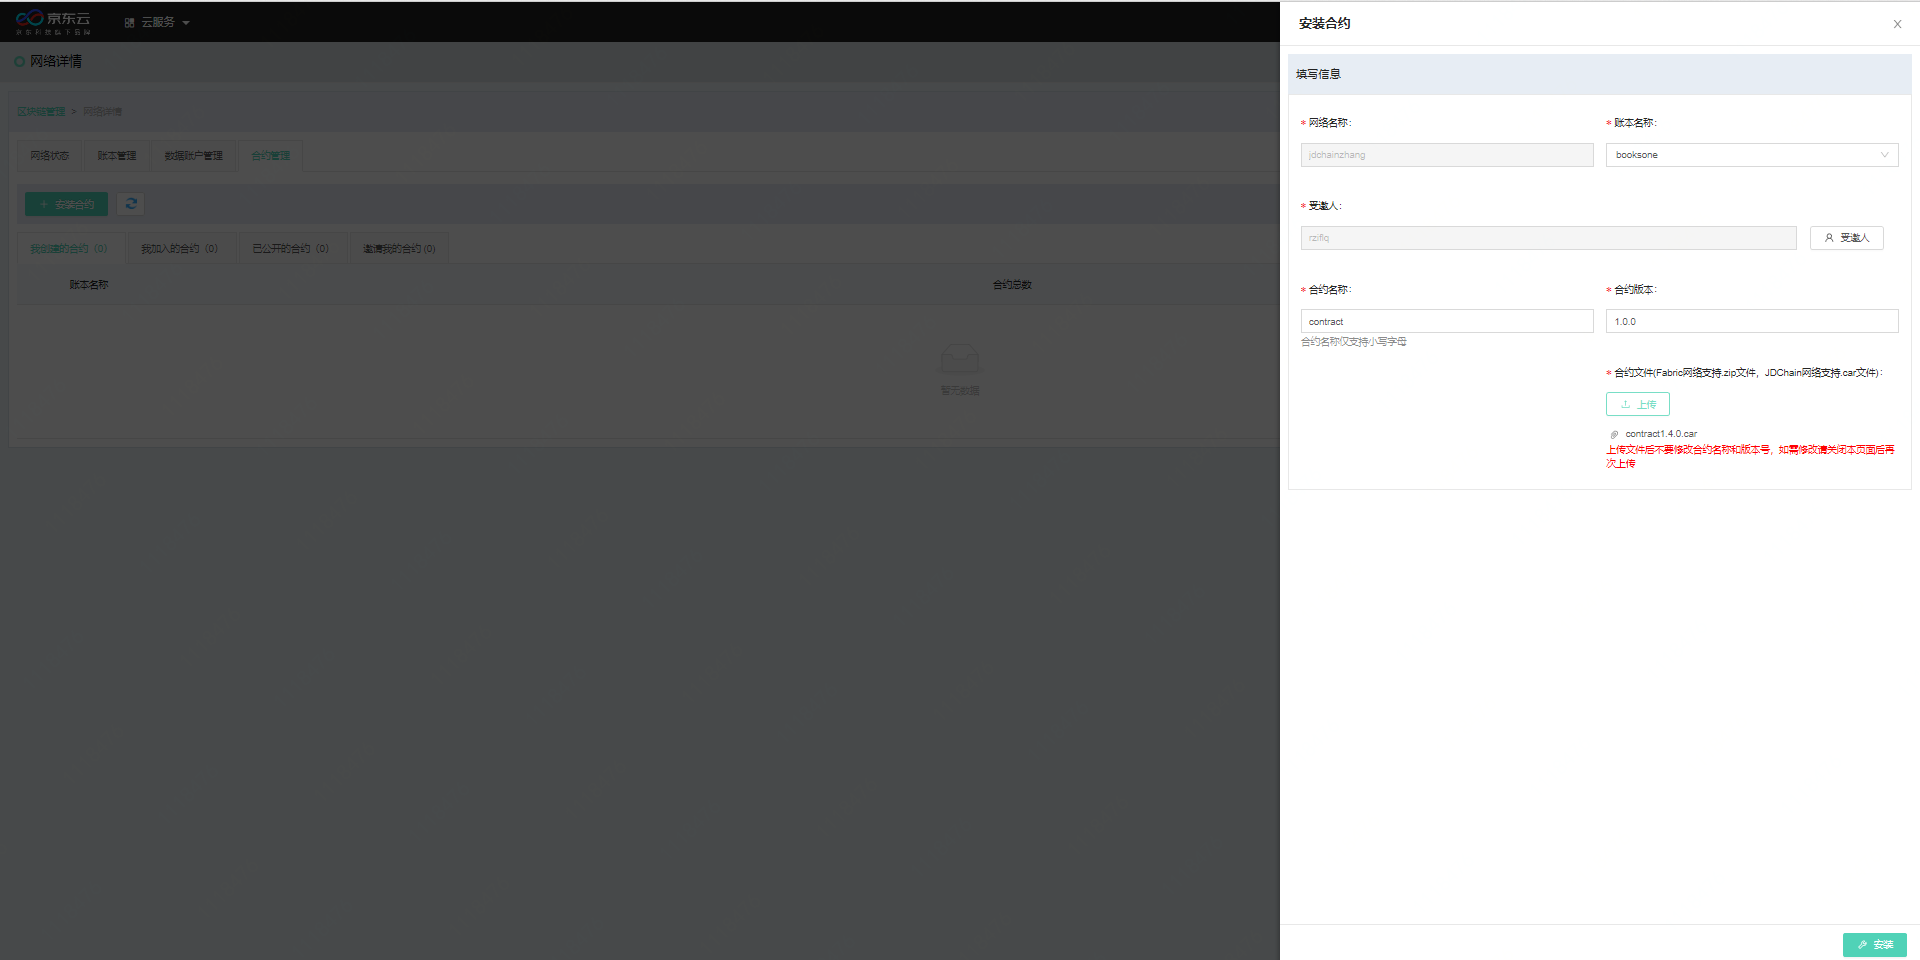 京东云
京东科技旗下品牌
云服务
网络详情
区块链管理 > 网络详情
网络状态
账本管理
数据账户管理
合约管理
+ 安装合约
我创建的合约（0）
我加入的合约（0）
已公开的合约（0）
邀请我的合约 (0)
账本名称
合约总数
暂无数据
安装合约
填写信息
* 网络名称：
* 账本名称：
jdchainzhang
booksone
* 受邀人：
rzifiq
受邀人
* 合约名称：
* 合约版本：
contract
1.0.0
合约名称仅支持小写字母
* 合约文件(Fabric网络支持.zip文件，JDChain网络支持.car文件)：
上传
contract1.4.0.car
上传文件后不要修改合约名称和版本号，如需修改请关闭本页面后再
次上传
安装